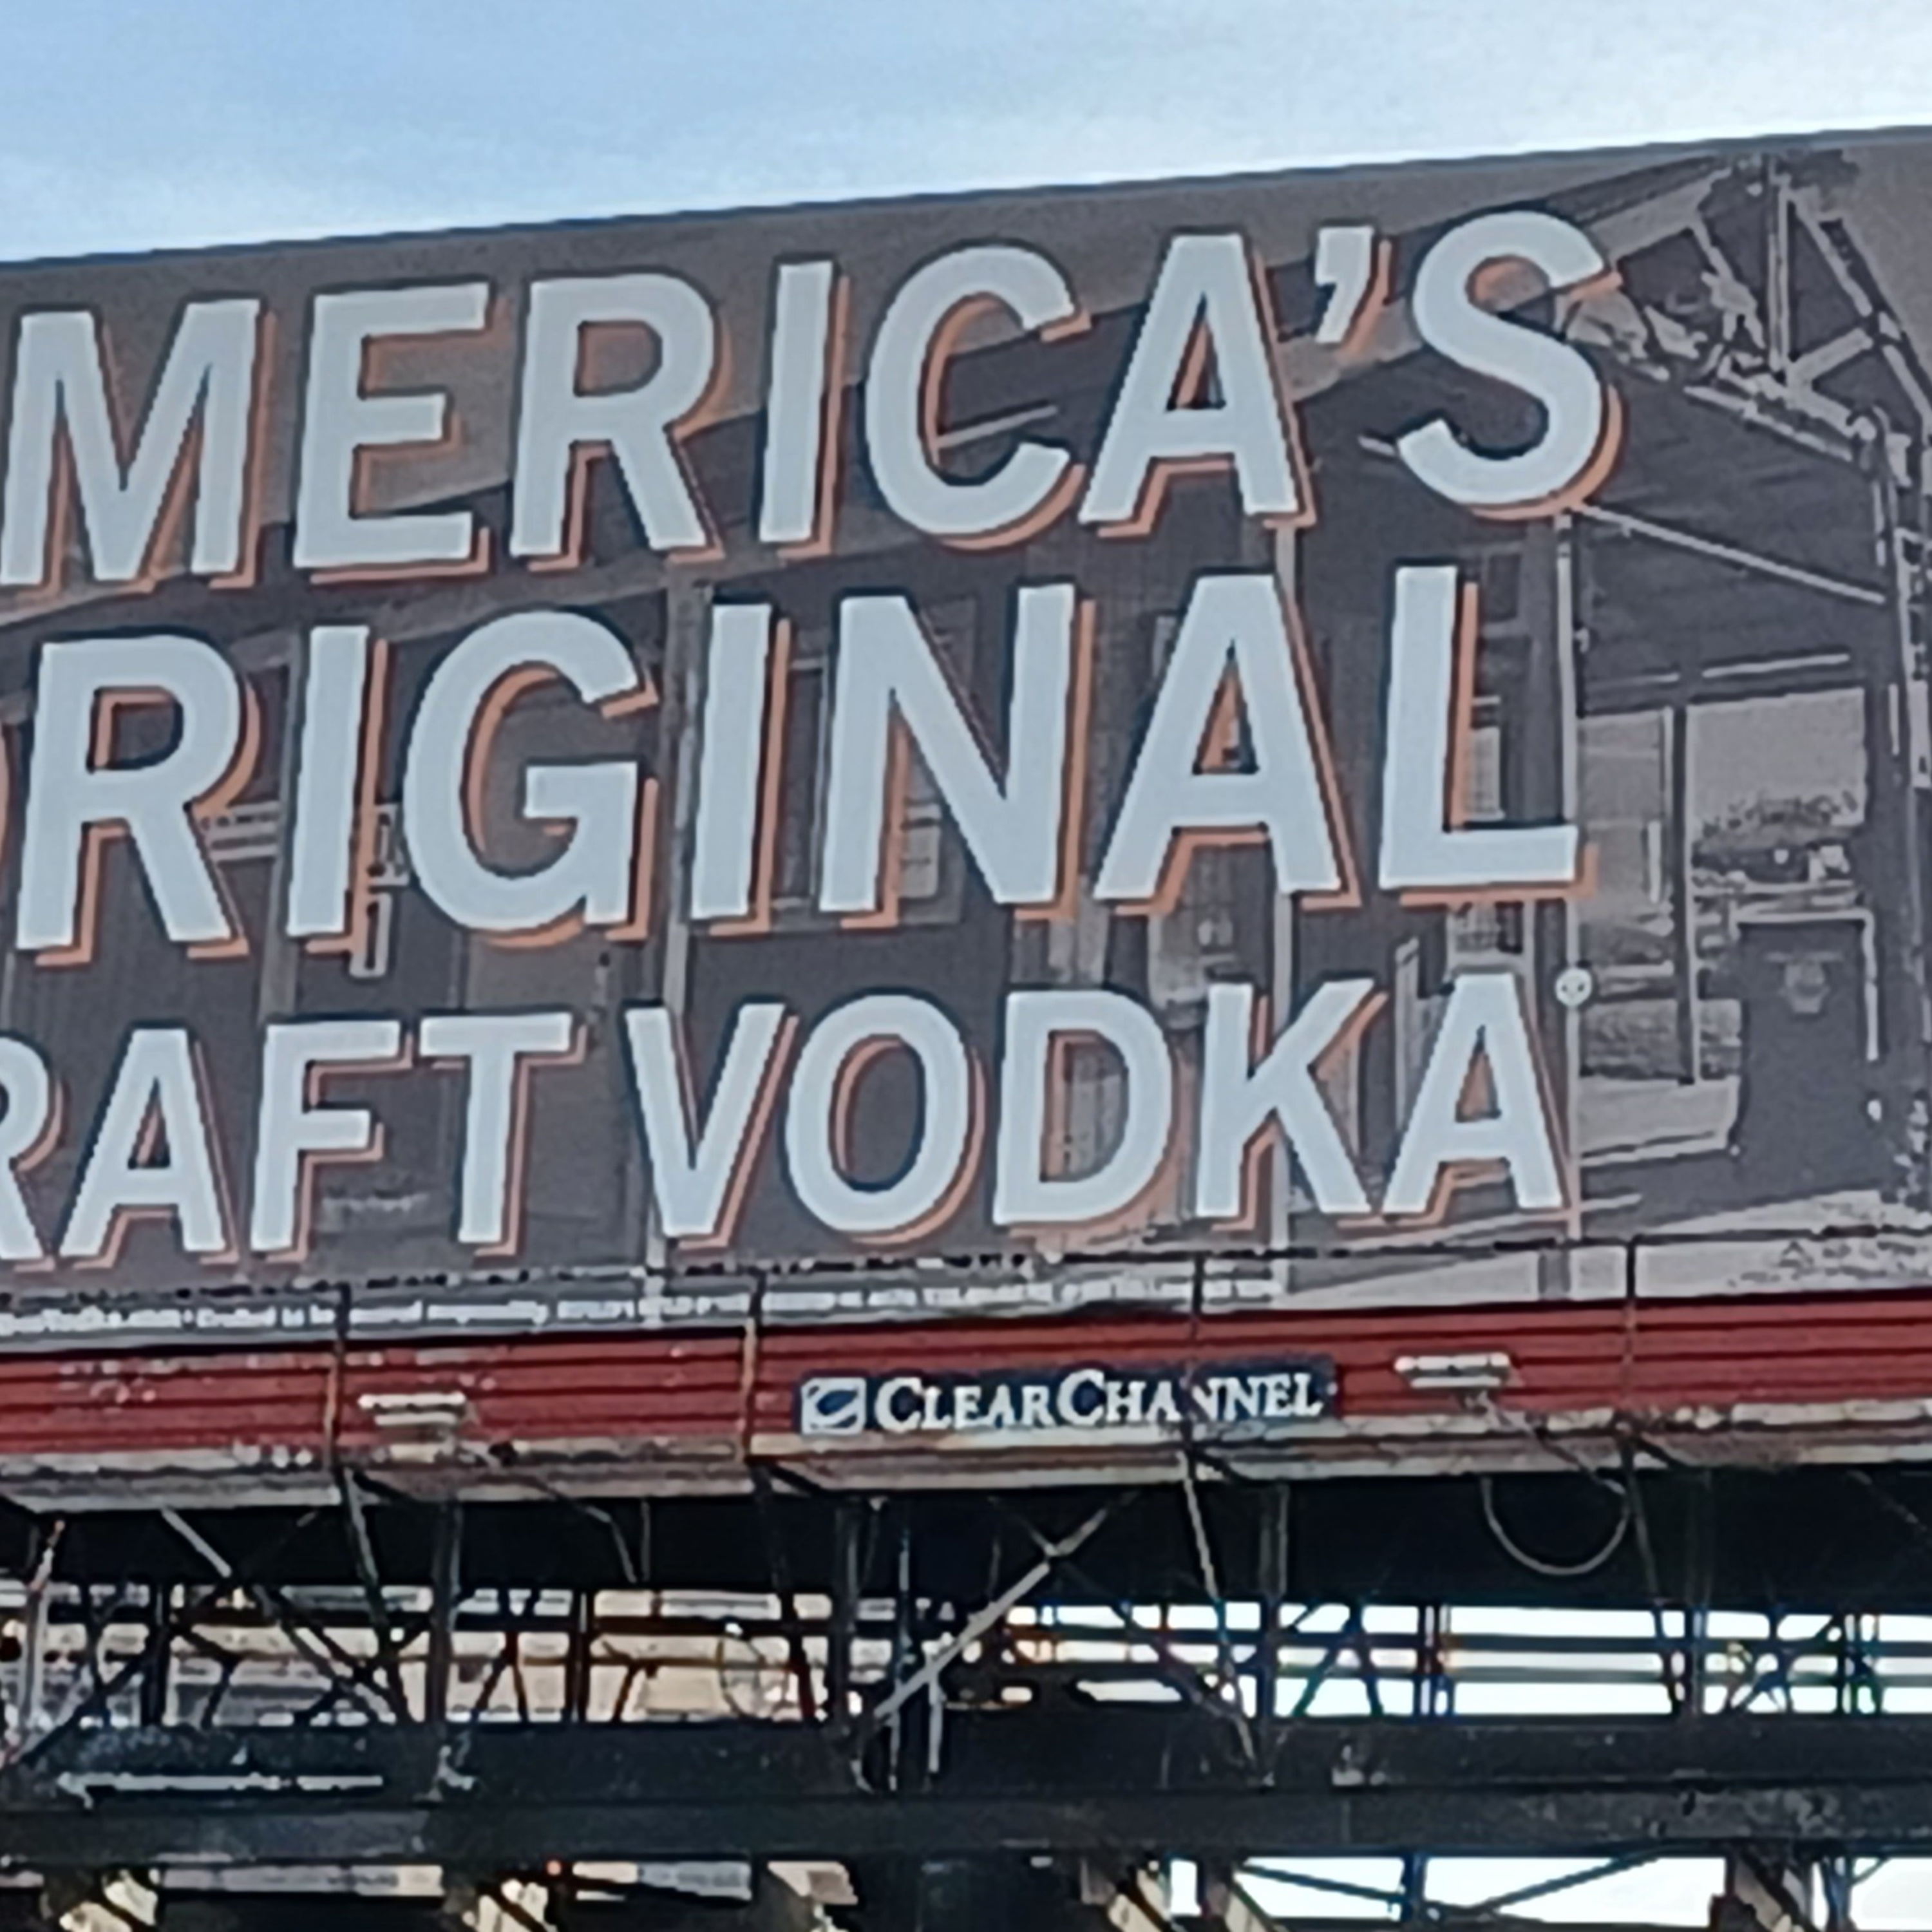 MERICA'S
RIGINAL
RAFT VODKA
CLEARCHANNEL